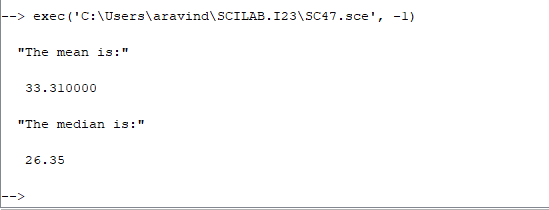 --> exec('C:\Users\aravind\SCILAB.I23\SC47.sce', -1)
"The mean is:"
33.310000
"The median is:"
26.35
-->